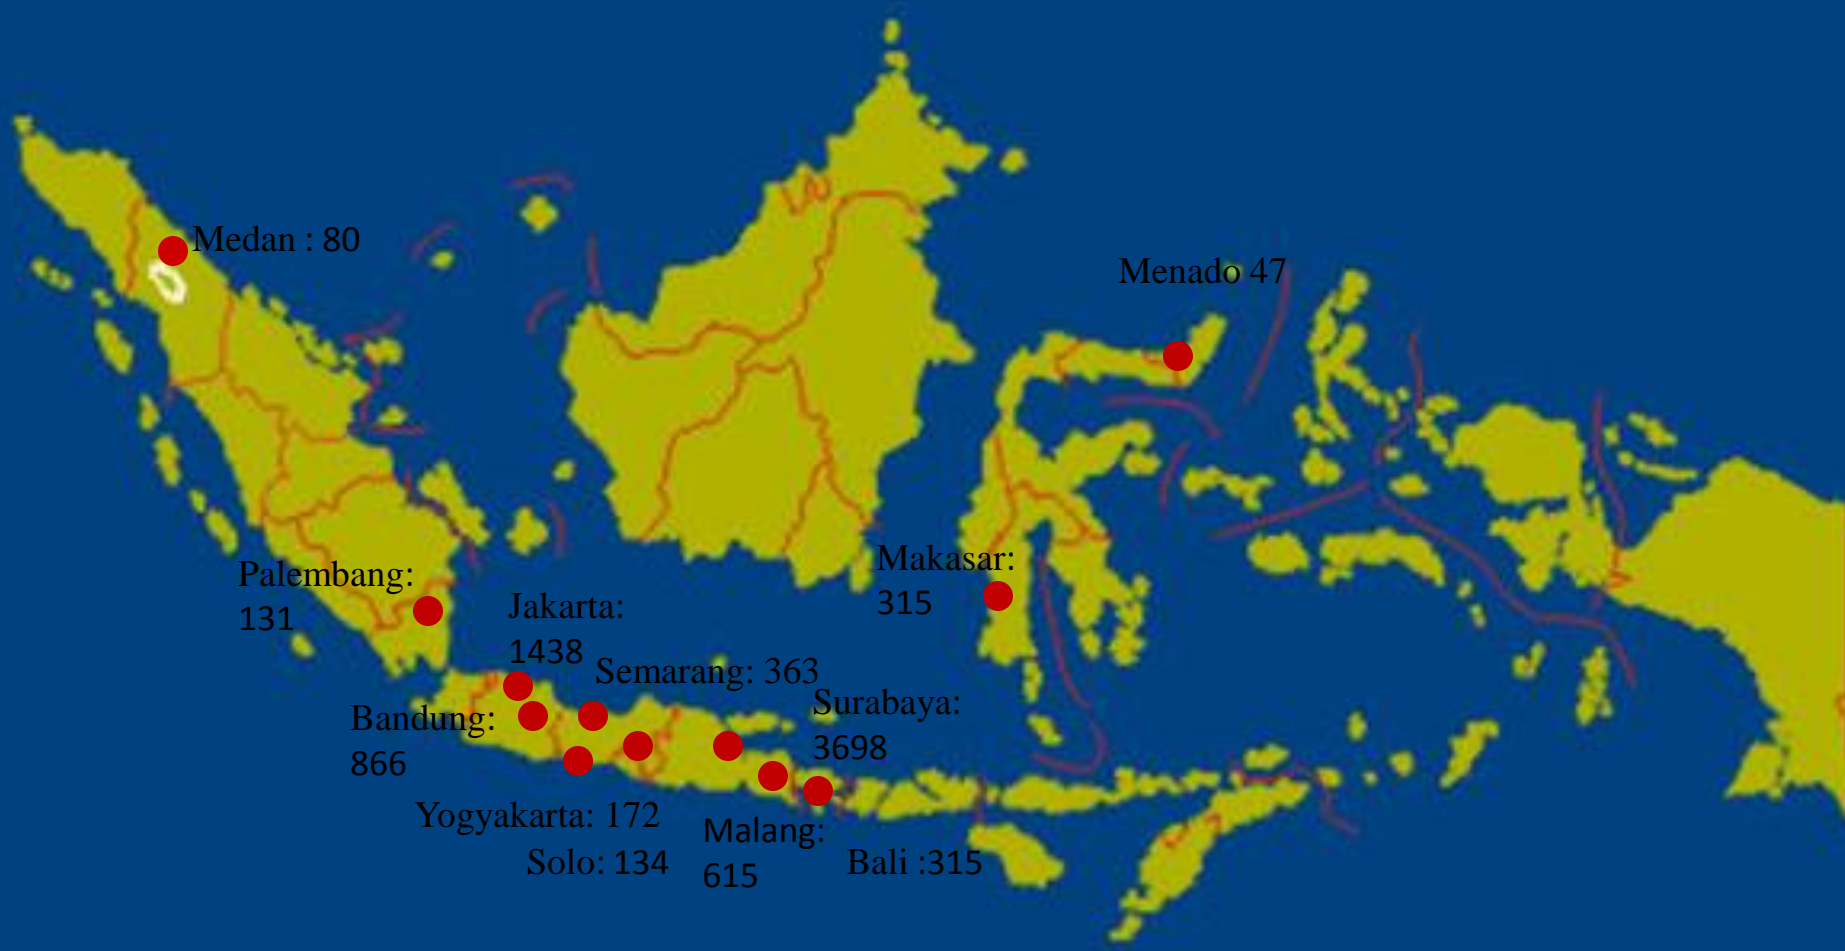 Medan : 80
Menado 47
Makasar:
315
Palembang:
131
Jakarta:
1438
Semarang: 363
Surabaya:
3698
Bandung:
866
Yogyakarta: 172
Malang:
615
Solo: 134
Bali :315